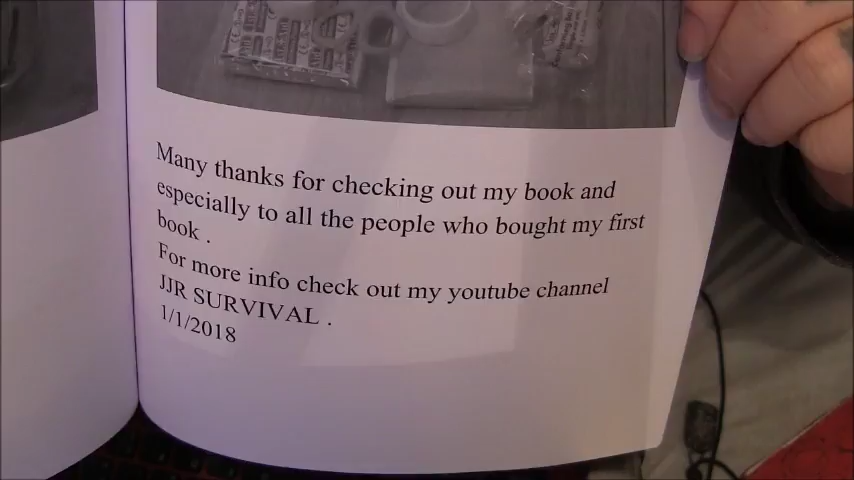 Many thanks for checking out my book and
especially to all the people who bought my first
book .
For more info check out my youtube channel
JJR SURVIVAL .
1/1/2018